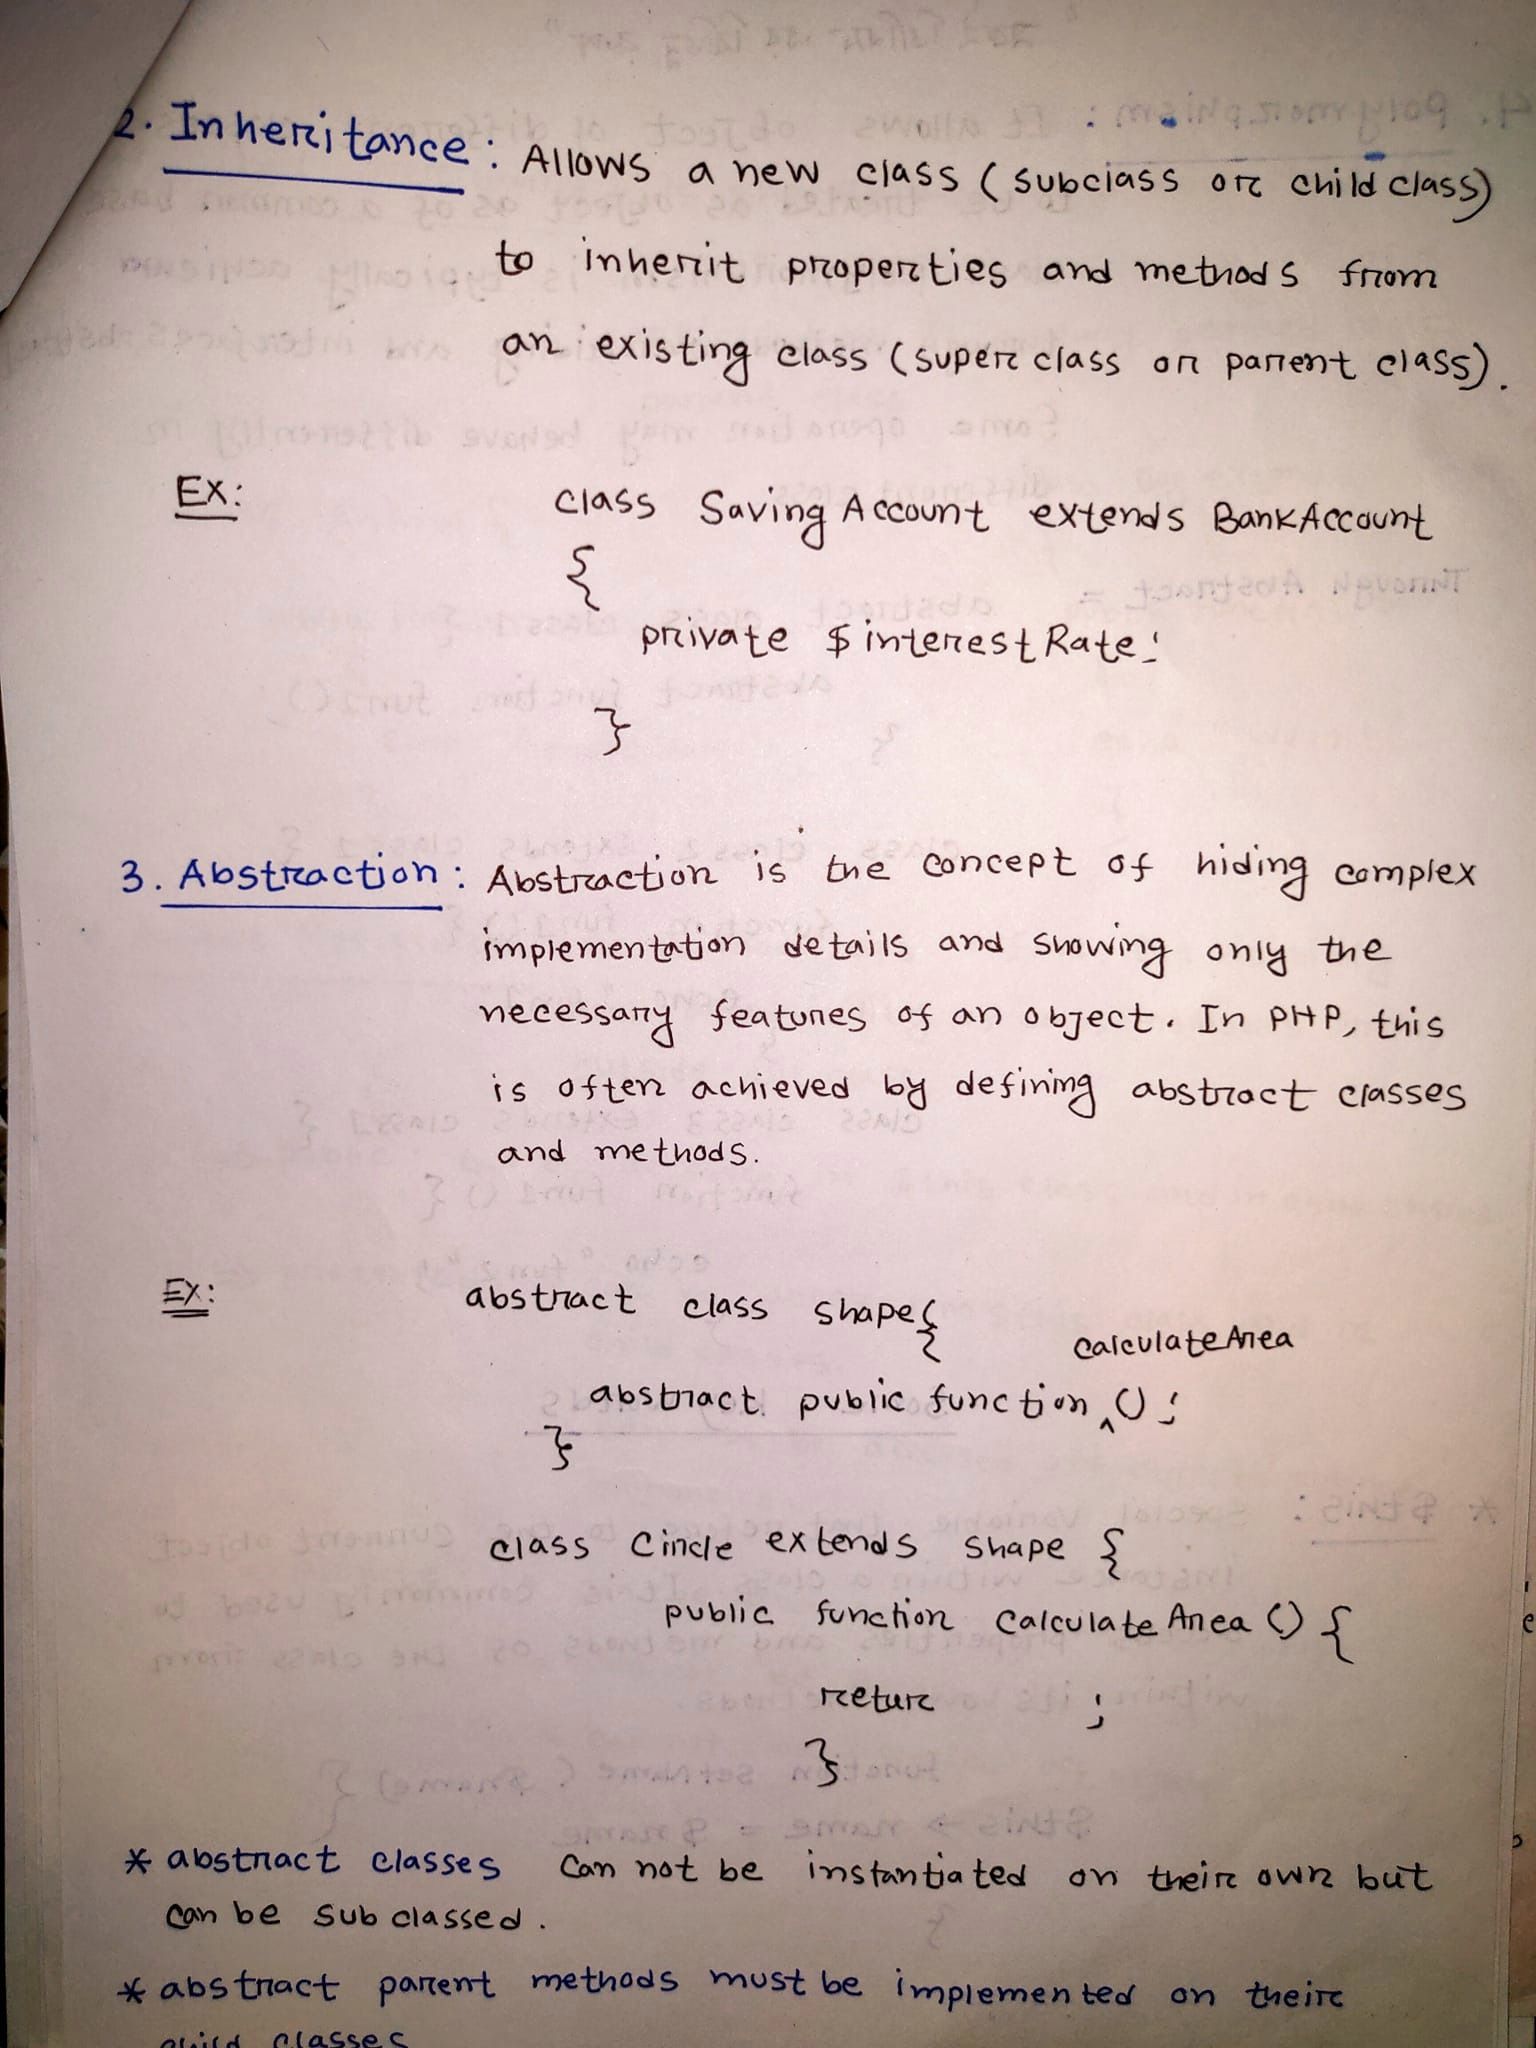 2. Inheritance : Allows a new class (subclass or child class)
to inherit properties and methods from
an existing class (super class or parent class).
Ex:
class Saving Account extends BankAccount
{
private $interestRate;
}
3. Abstraction : Abstraction is the concept of hiding complex
implementation details and showing only the
necessary features of an object. In PHP, this
is often achieved by defining abstract classes
and methods.
Ex:
abstract class shape{
calculateArea
abstract public function ^ ();
}
class Circle extends shape {
public function calculateArea () {
retur ;
}
* abstract classes can not be instantiated on their own but
can be subclassed.
* abstract parent methods must be implemented on their
child classes